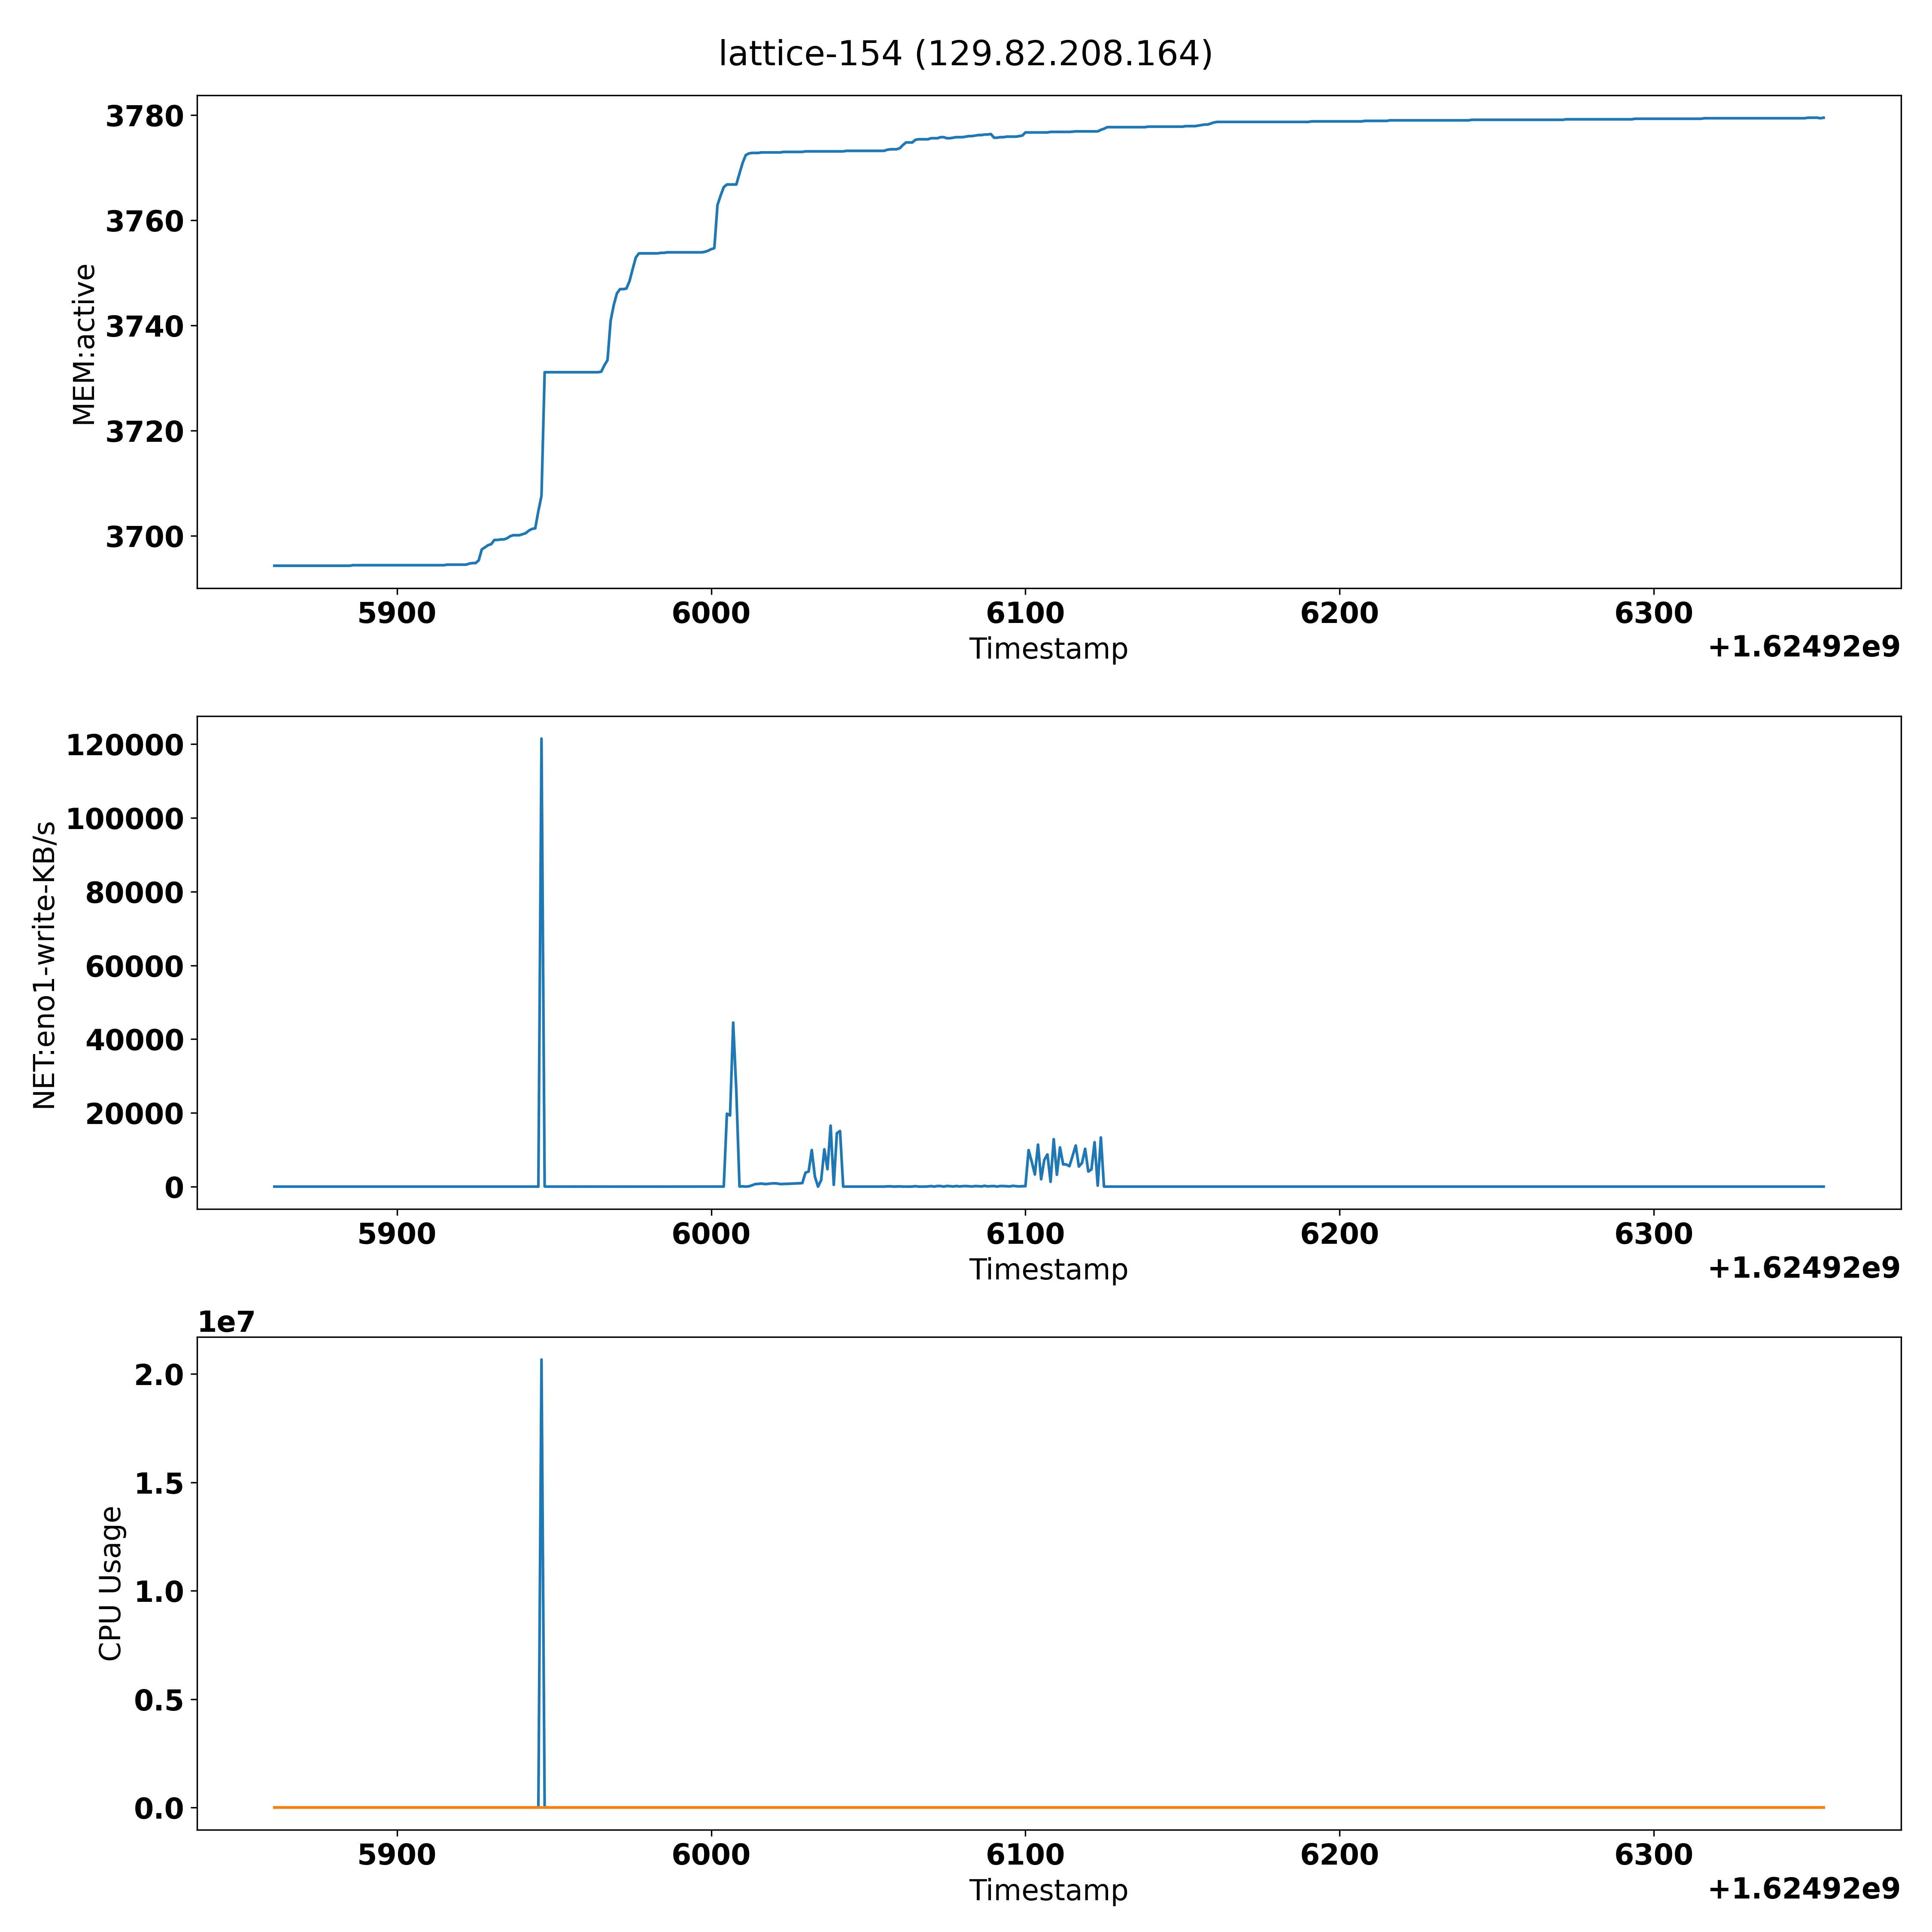 lattice-154 (129.82.208.164)
3780
3760
3740
3720
3700
MEM:active
5900 6000 6100 6200 6300
Timestamp
+1.62492e9
120000
100000
80000
60000
40000
20000
0
NET:eno1-write-KB/s
5900 6000 6100 6200 6300
Timestamp
+1.62492e9
1e7
2.0
1.5
1.0
0.5
0.0
CPU Usage
5900 6000 6100 6200 6300
Timestamp
+1.62492e9